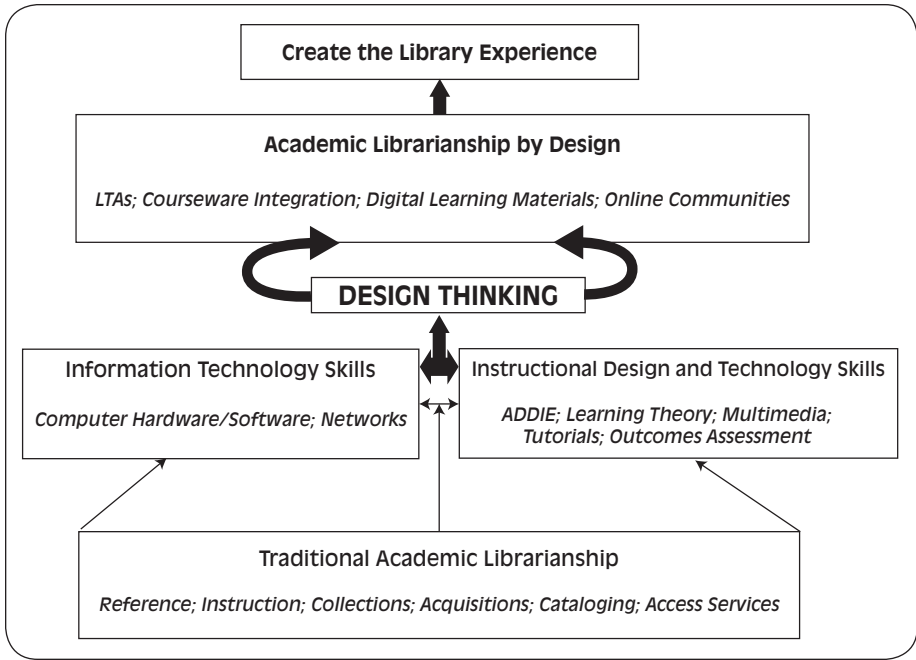 Create the Library Experience
Academic Librarianship by Design
LTAs; Courseware Integration; Digital Learning Materials; Online Communities
DESIGN THINKING
Information Technology Skills
Computer Hardware/Software; Networks
Instructional Design and Technology Skills
ADDIE; Learning Theory; Multimedia;
Tutorials; Outcomes Assessment
Traditional Academic Librarianship
Reference; Instruction; Collections; Acquisitions; Cataloging; Access Services